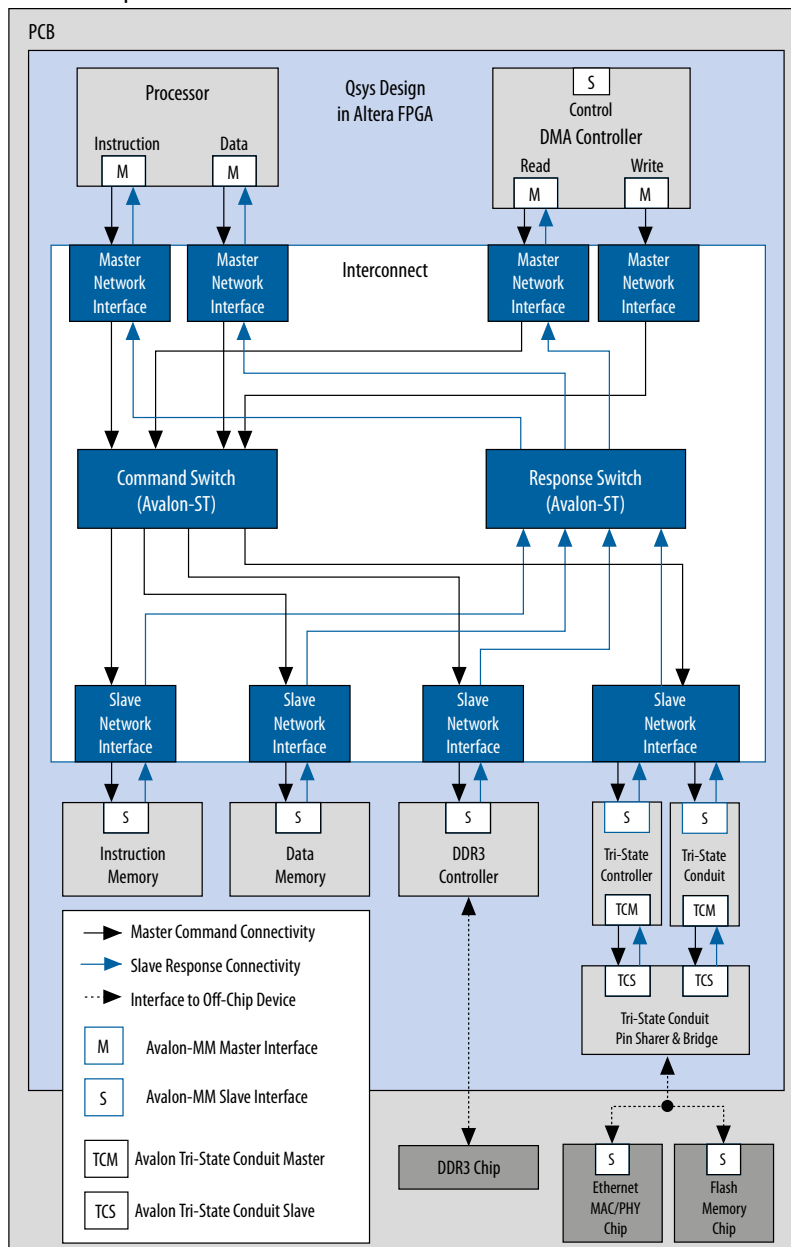 PCB
Qsys Design
in Altera FPGA
Processor
Instruction
Data
M
M
S
Control
DMA Controller
Read
Write
M
M
Master
Network
Interface
Master
Network
Interface
Interconnect
Master
Network
Interface
Master
Network
Interface
Command Switch
(Avalon-ST)
Response Switch
(Avalon-ST)
Slave
Network
Interface
Slave
Network
Interface
Slave
Network
Interface
Slave
Network
Interface
S
Instruction
Memory
S
Data
Memory
S
DDR3
Controller
S
Tri-State
Controller
TCM
S
Tri-State
Conduit
TCM
TCS
TCS
Tri-State Conduit
Pin Sharer & Bridge
Master Command Connectivity
Slave Response Connectivity
Interface to Off-Chip Device
M
Avalon-MM Master Interface
S
Avalon-MM Slave Interface
TCM
Avalon Tri-State Conduit Master
TCS
Avalon Tri-State Conduit Slave
DDR3 Chip
S
Ethernet
MAC/PHY
Chip
S
Flash
Memory
Chip